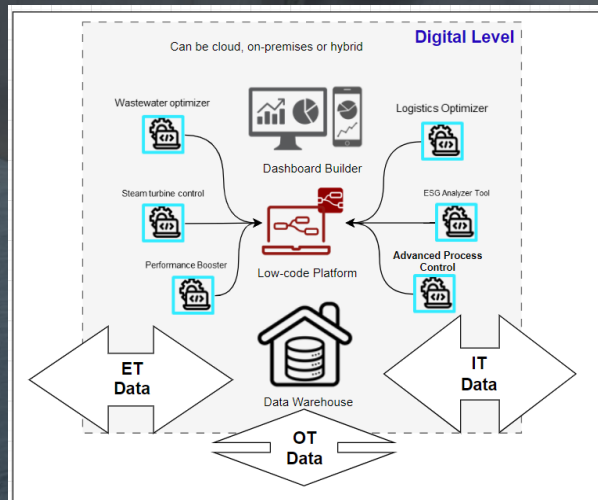 Digital Level
Can be cloud, on-premises or hybrid
Wastewater optimizer
Logistics Optimizer
Dashboard Builder
Steam turbine control
ESG Analyzer Tool
Performance Booster
Low-code Platform
Advanced Process
Control
ET
Data
IT
Data
Data Warehouse
OT
Data